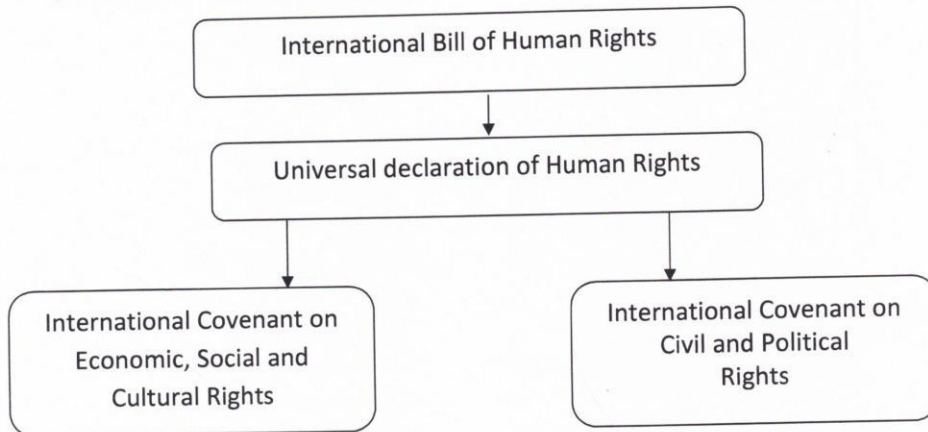 International Bill of Human Rights
Universal declaration of Human Rights
International Covenant on
Economic, Social and
Cultural Rights
International Covenant on
Civil and Political
Rights